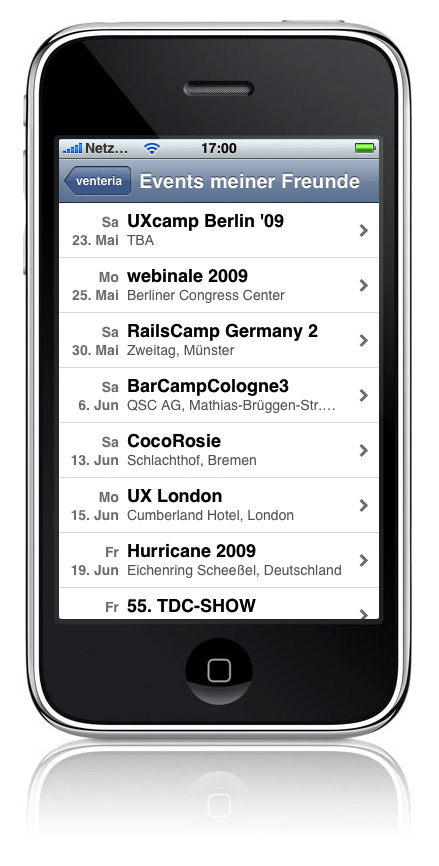 Netz... 17:00
venteria Events meiner Freunde
Sa UXcamp Berlin '09
23. Mai TBA
Mo webinale 2009
25. Mai Berliner Congress Center
Sa RailsCamp Germany 2
30. Mai Zweitag, Münster
Sa BarCampCologne3
6. Jun QSC AG, Mathias-Brüggen-Str....
Sa CocoRosie
13. Jun Schlachthof, Bremen
Mo UX London
15. Jun Cumberland Hotel, London
Fr Hurricane 2009
19. Jun Eichenring Scheeßel, Deutschland
Fr 55. TDC-SHOW